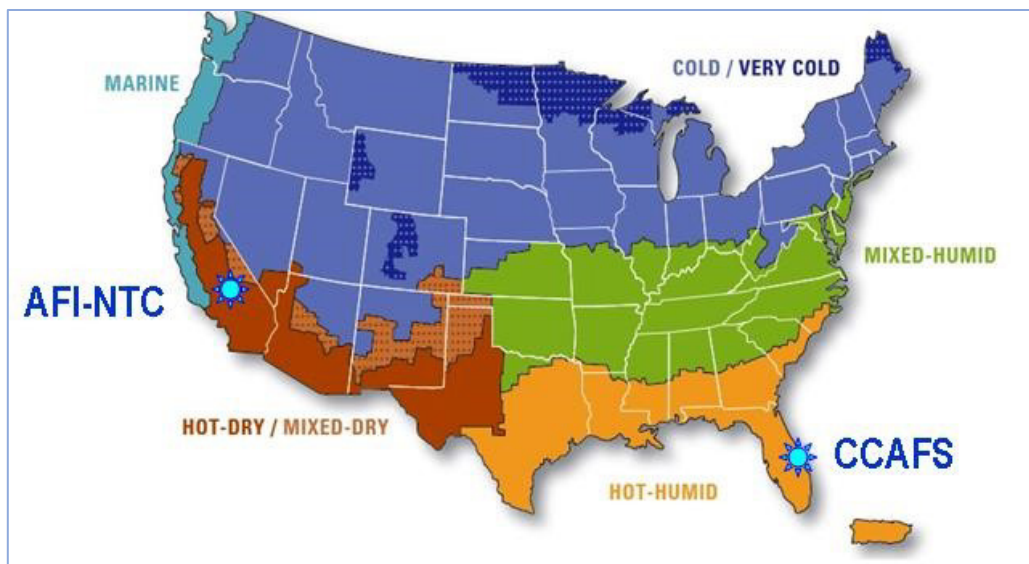 COLD / VERY COLD
MARINE
MIXED-HUMID
AFI-NTC
HOT-DRY / MIXED-DRY
CCAFS
HOT-HUMID